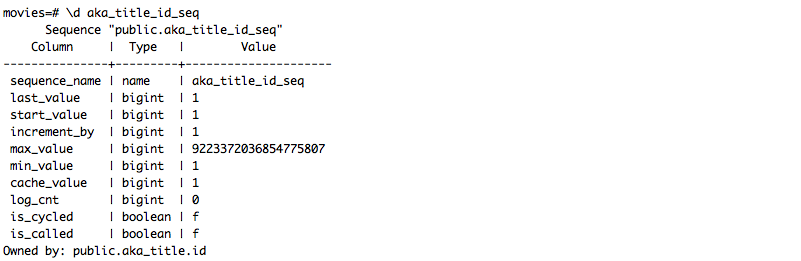 movies=# \d aka_title_id_seq
      Sequence "public.aka_title_id_seq"
    Column     |  Type   |        Value        
---------------+---------+---------------------
 sequence_name | name    | aka_title_id_seq
 last_value    | bigint  | 1
 start_value   | bigint  | 1
 increment_by  | bigint  | 1
 max_value     | bigint  | 9223372036854775807
 min_value     | bigint  | 1
 cache_value   | bigint  | 1
 log_cnt       | bigint  | 0
 is_cycled     | boolean | f
 is_called     | boolean | f
Owned by: public.aka_title.id